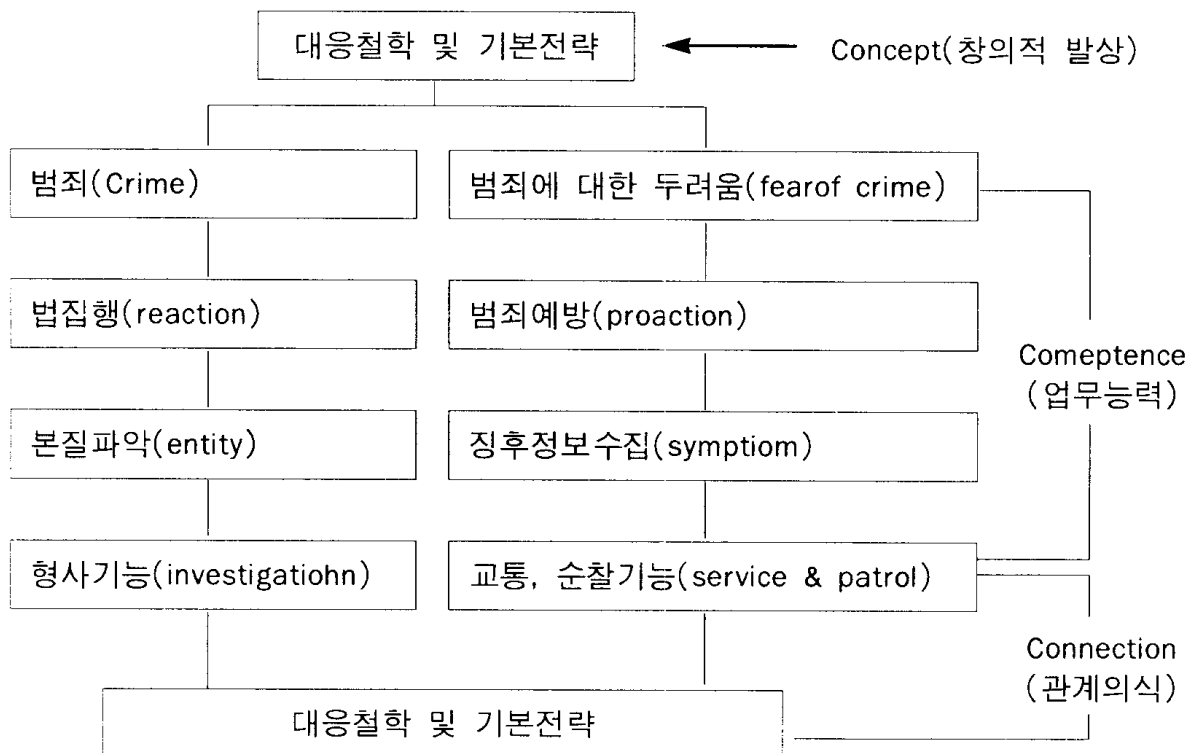 대응철학 및 기본전략
Concept(창의적 발상)
범죄(Crime)
범죄에 대한 두려움(fearof crime)
법집행(reaction)
범죄예방(proaction)
Comeptence
(업무능력)
본질파악(entity)
징후정보수집(symptiom)
형사기능(investigatiohn)
교통, 순찰기능(service & patrol)
Connection
(관계의식)
대응철학 및 기본전략